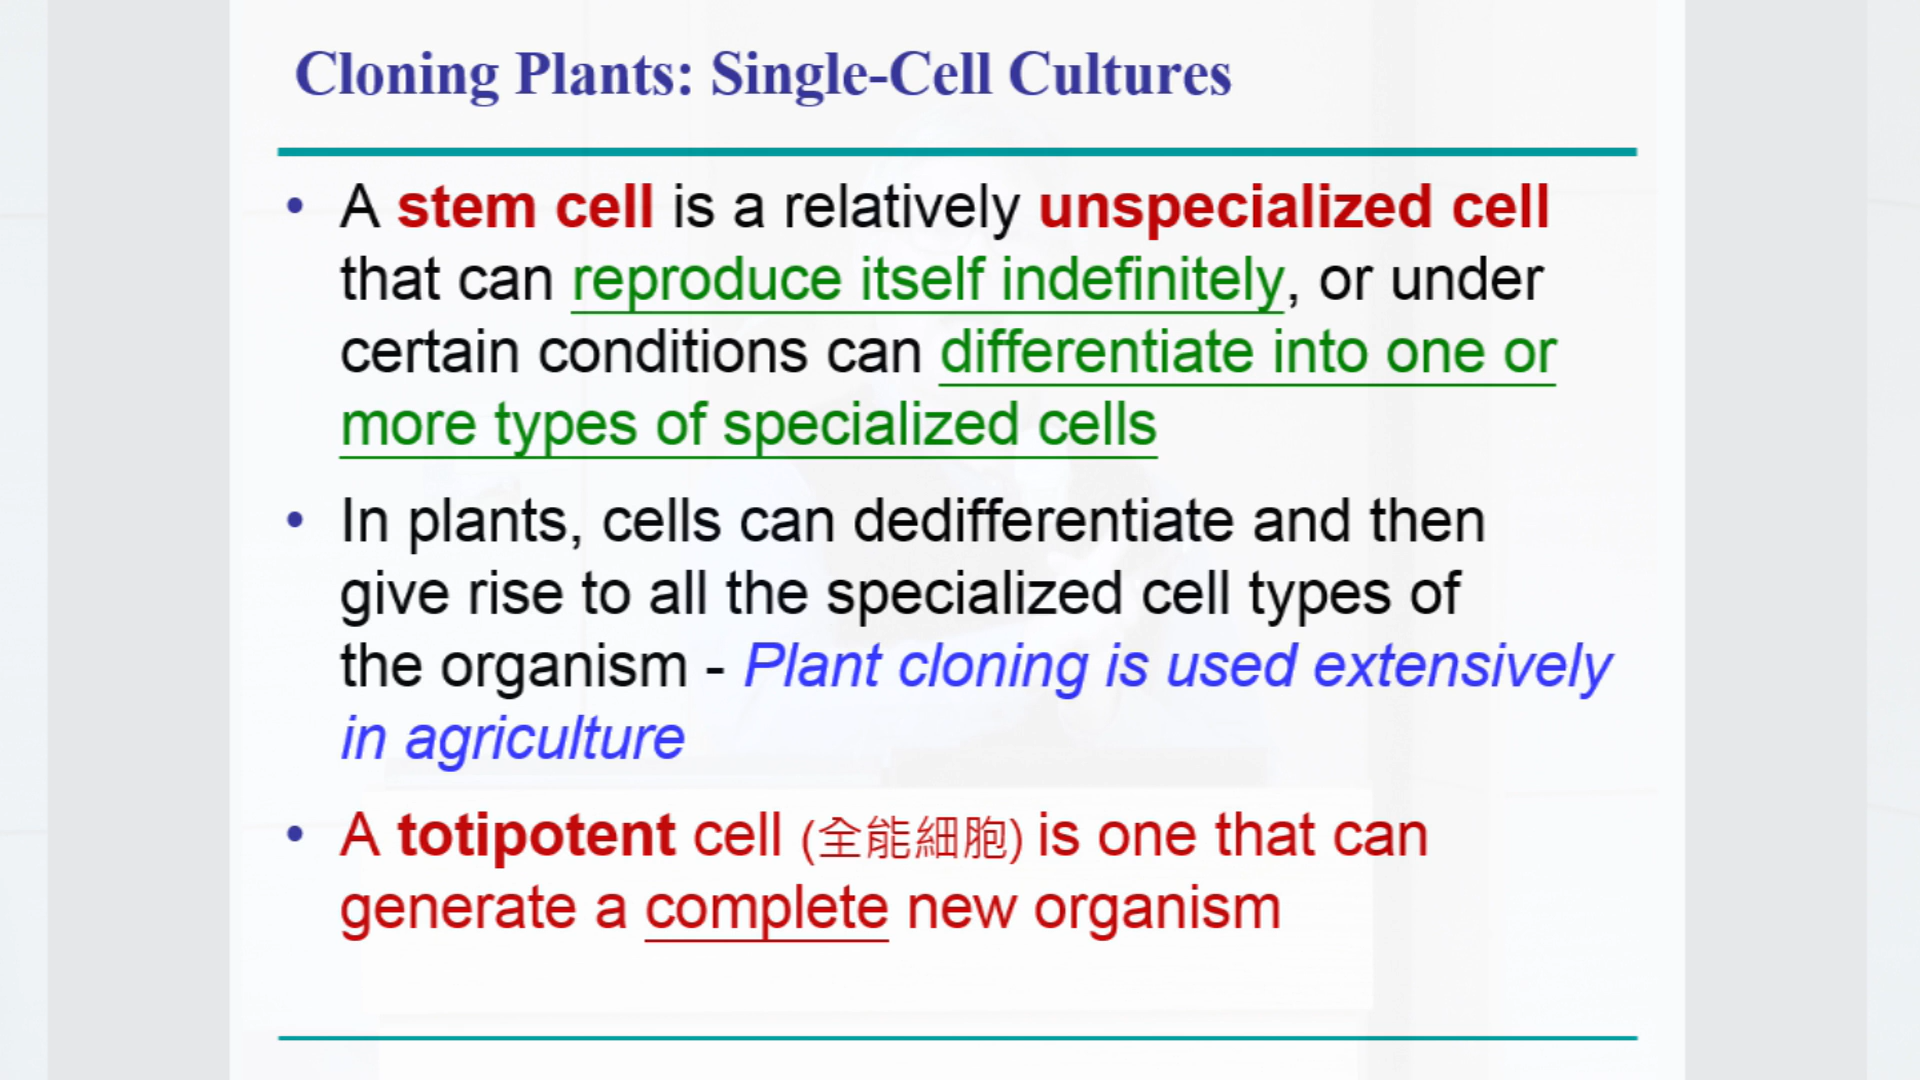 Cloning Plants: Single-Cell Cultures
• A stem cell is a relatively unspecialized cell
that can reproduce itself indefinitely, or under
certain conditions can differentiate into one or
more types of specialized cells
• In plants, cells can dedifferentiate and then
give rise to all the specialized cell types of
the organism - Plant cloning is used extensively
in agriculture
• A totipotent cell (全能細胞) is one that can
generate a complete new organism